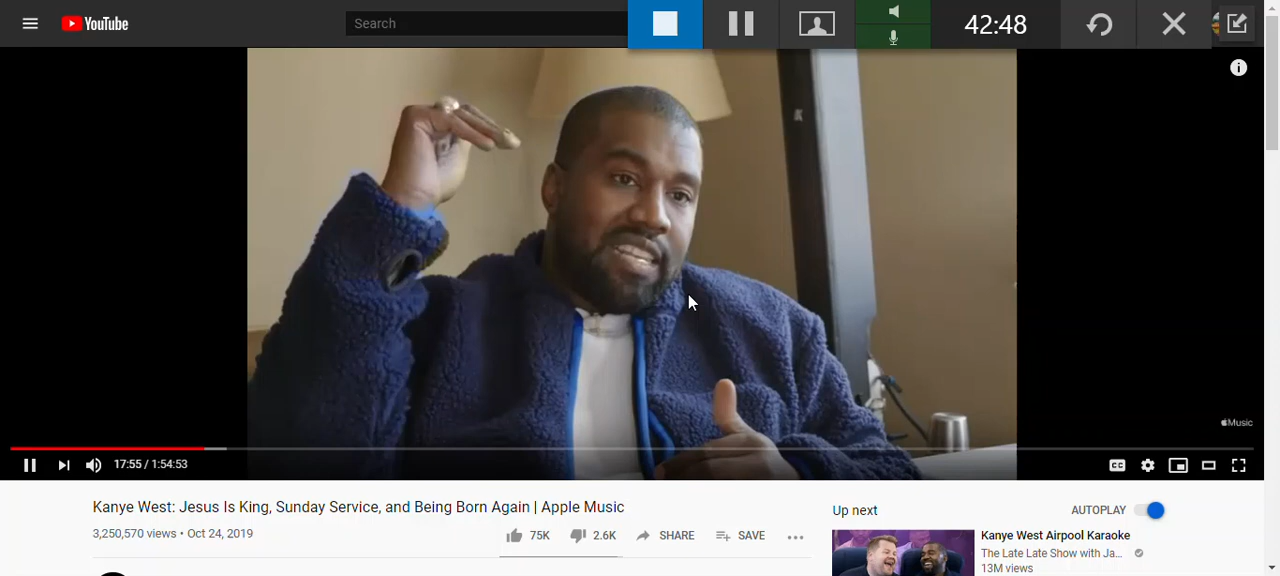 YouTube
Search
42:48
Music
17:55 / 1:54:53
CC
Kanye West: Jesus Is King, Sunday Service, and Being Born Again | Apple Music
3,250,570 views • Oct 24, 2019
75K
2.6K
SHARE
SAVE
Up next
AUTOPLAY
Kanye West Airpool Karaoke
The Late Late Show with Ja...
13M views